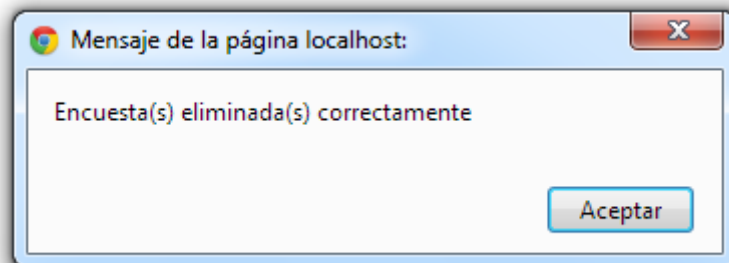 Mensaje de la página localhost:
Encuesta(s) eliminada(s) correctamente
Aceptar